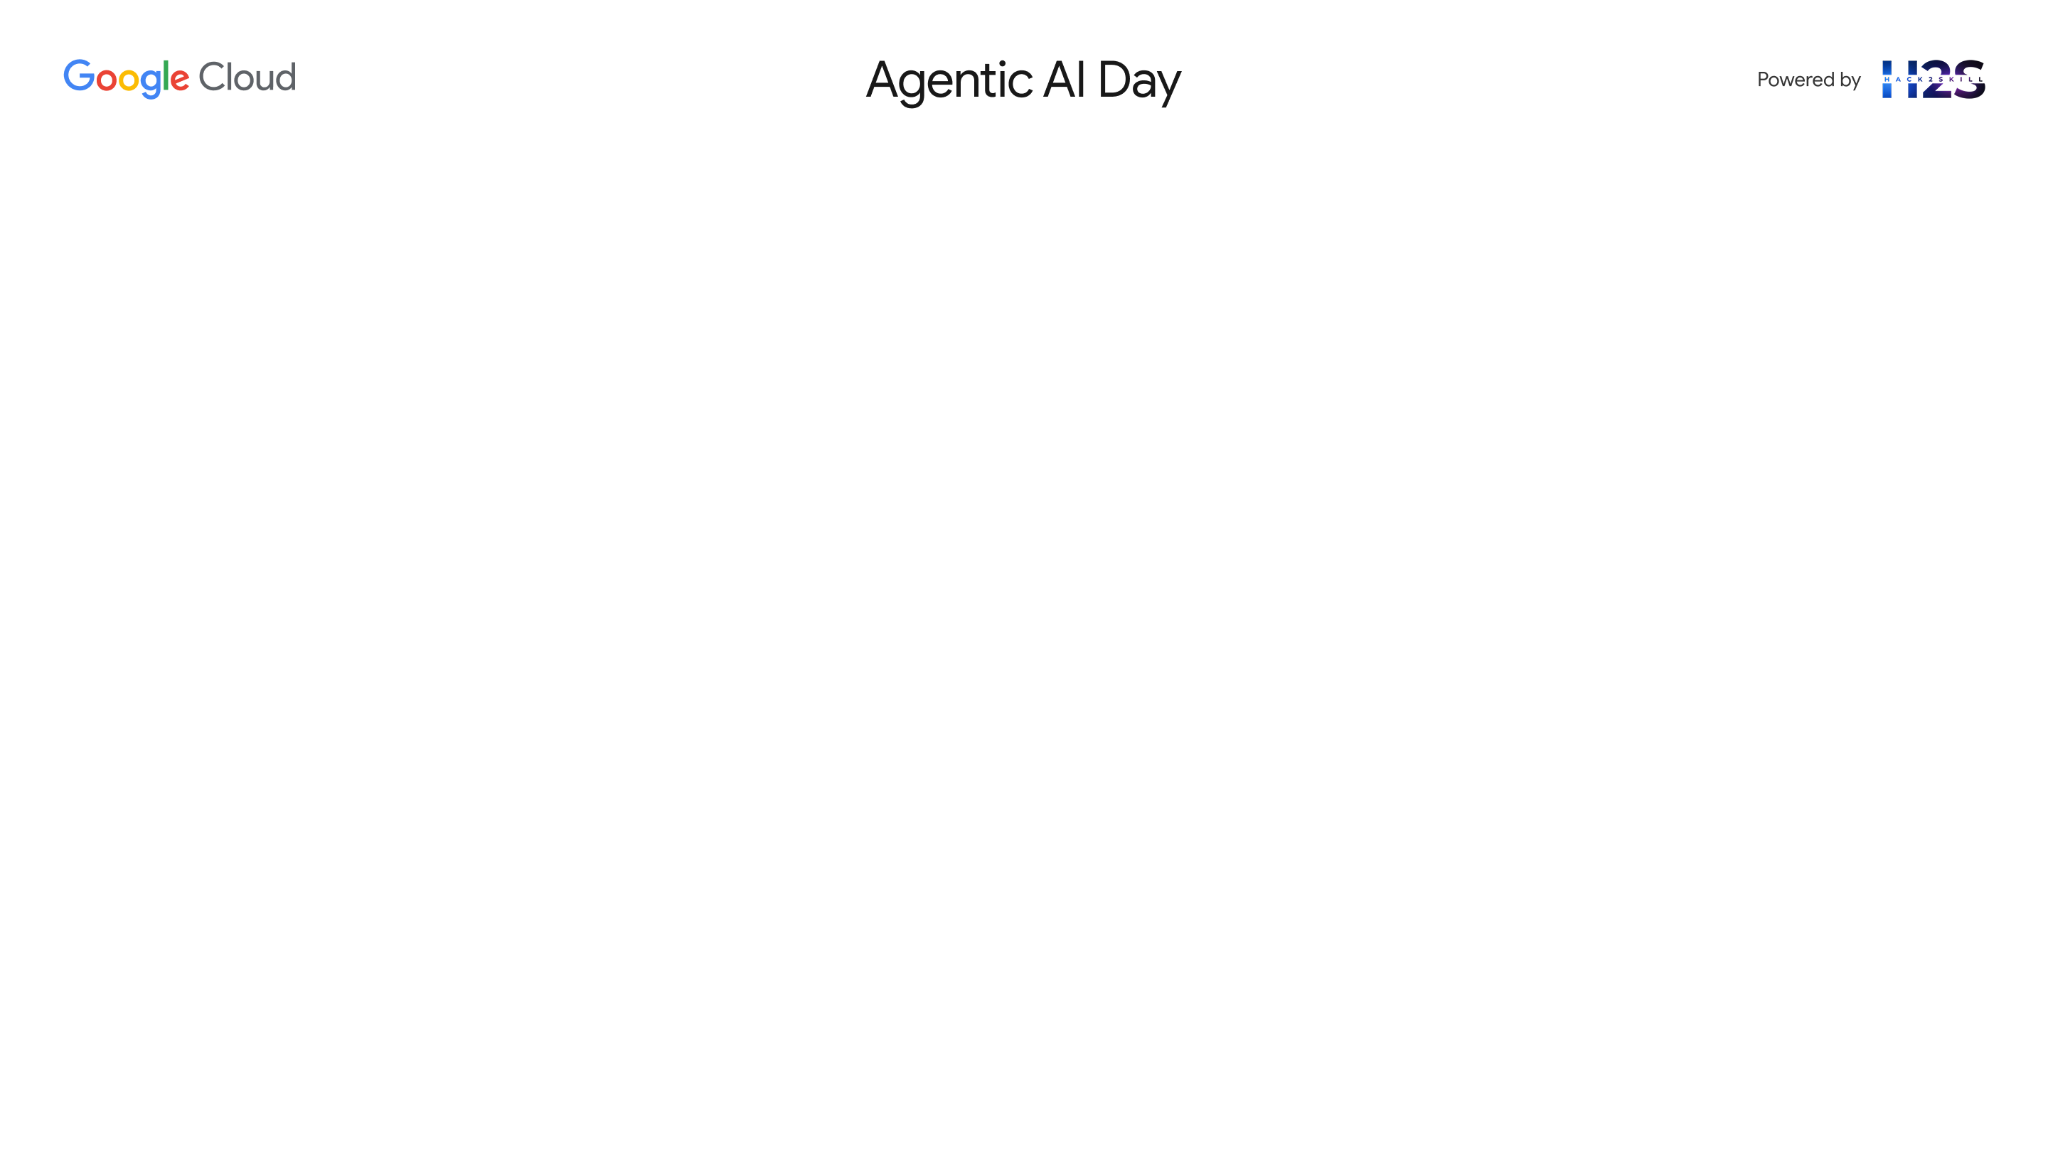 Google Cloud
Agentic AI Day
Powered by
H2S
HACK2SKILL